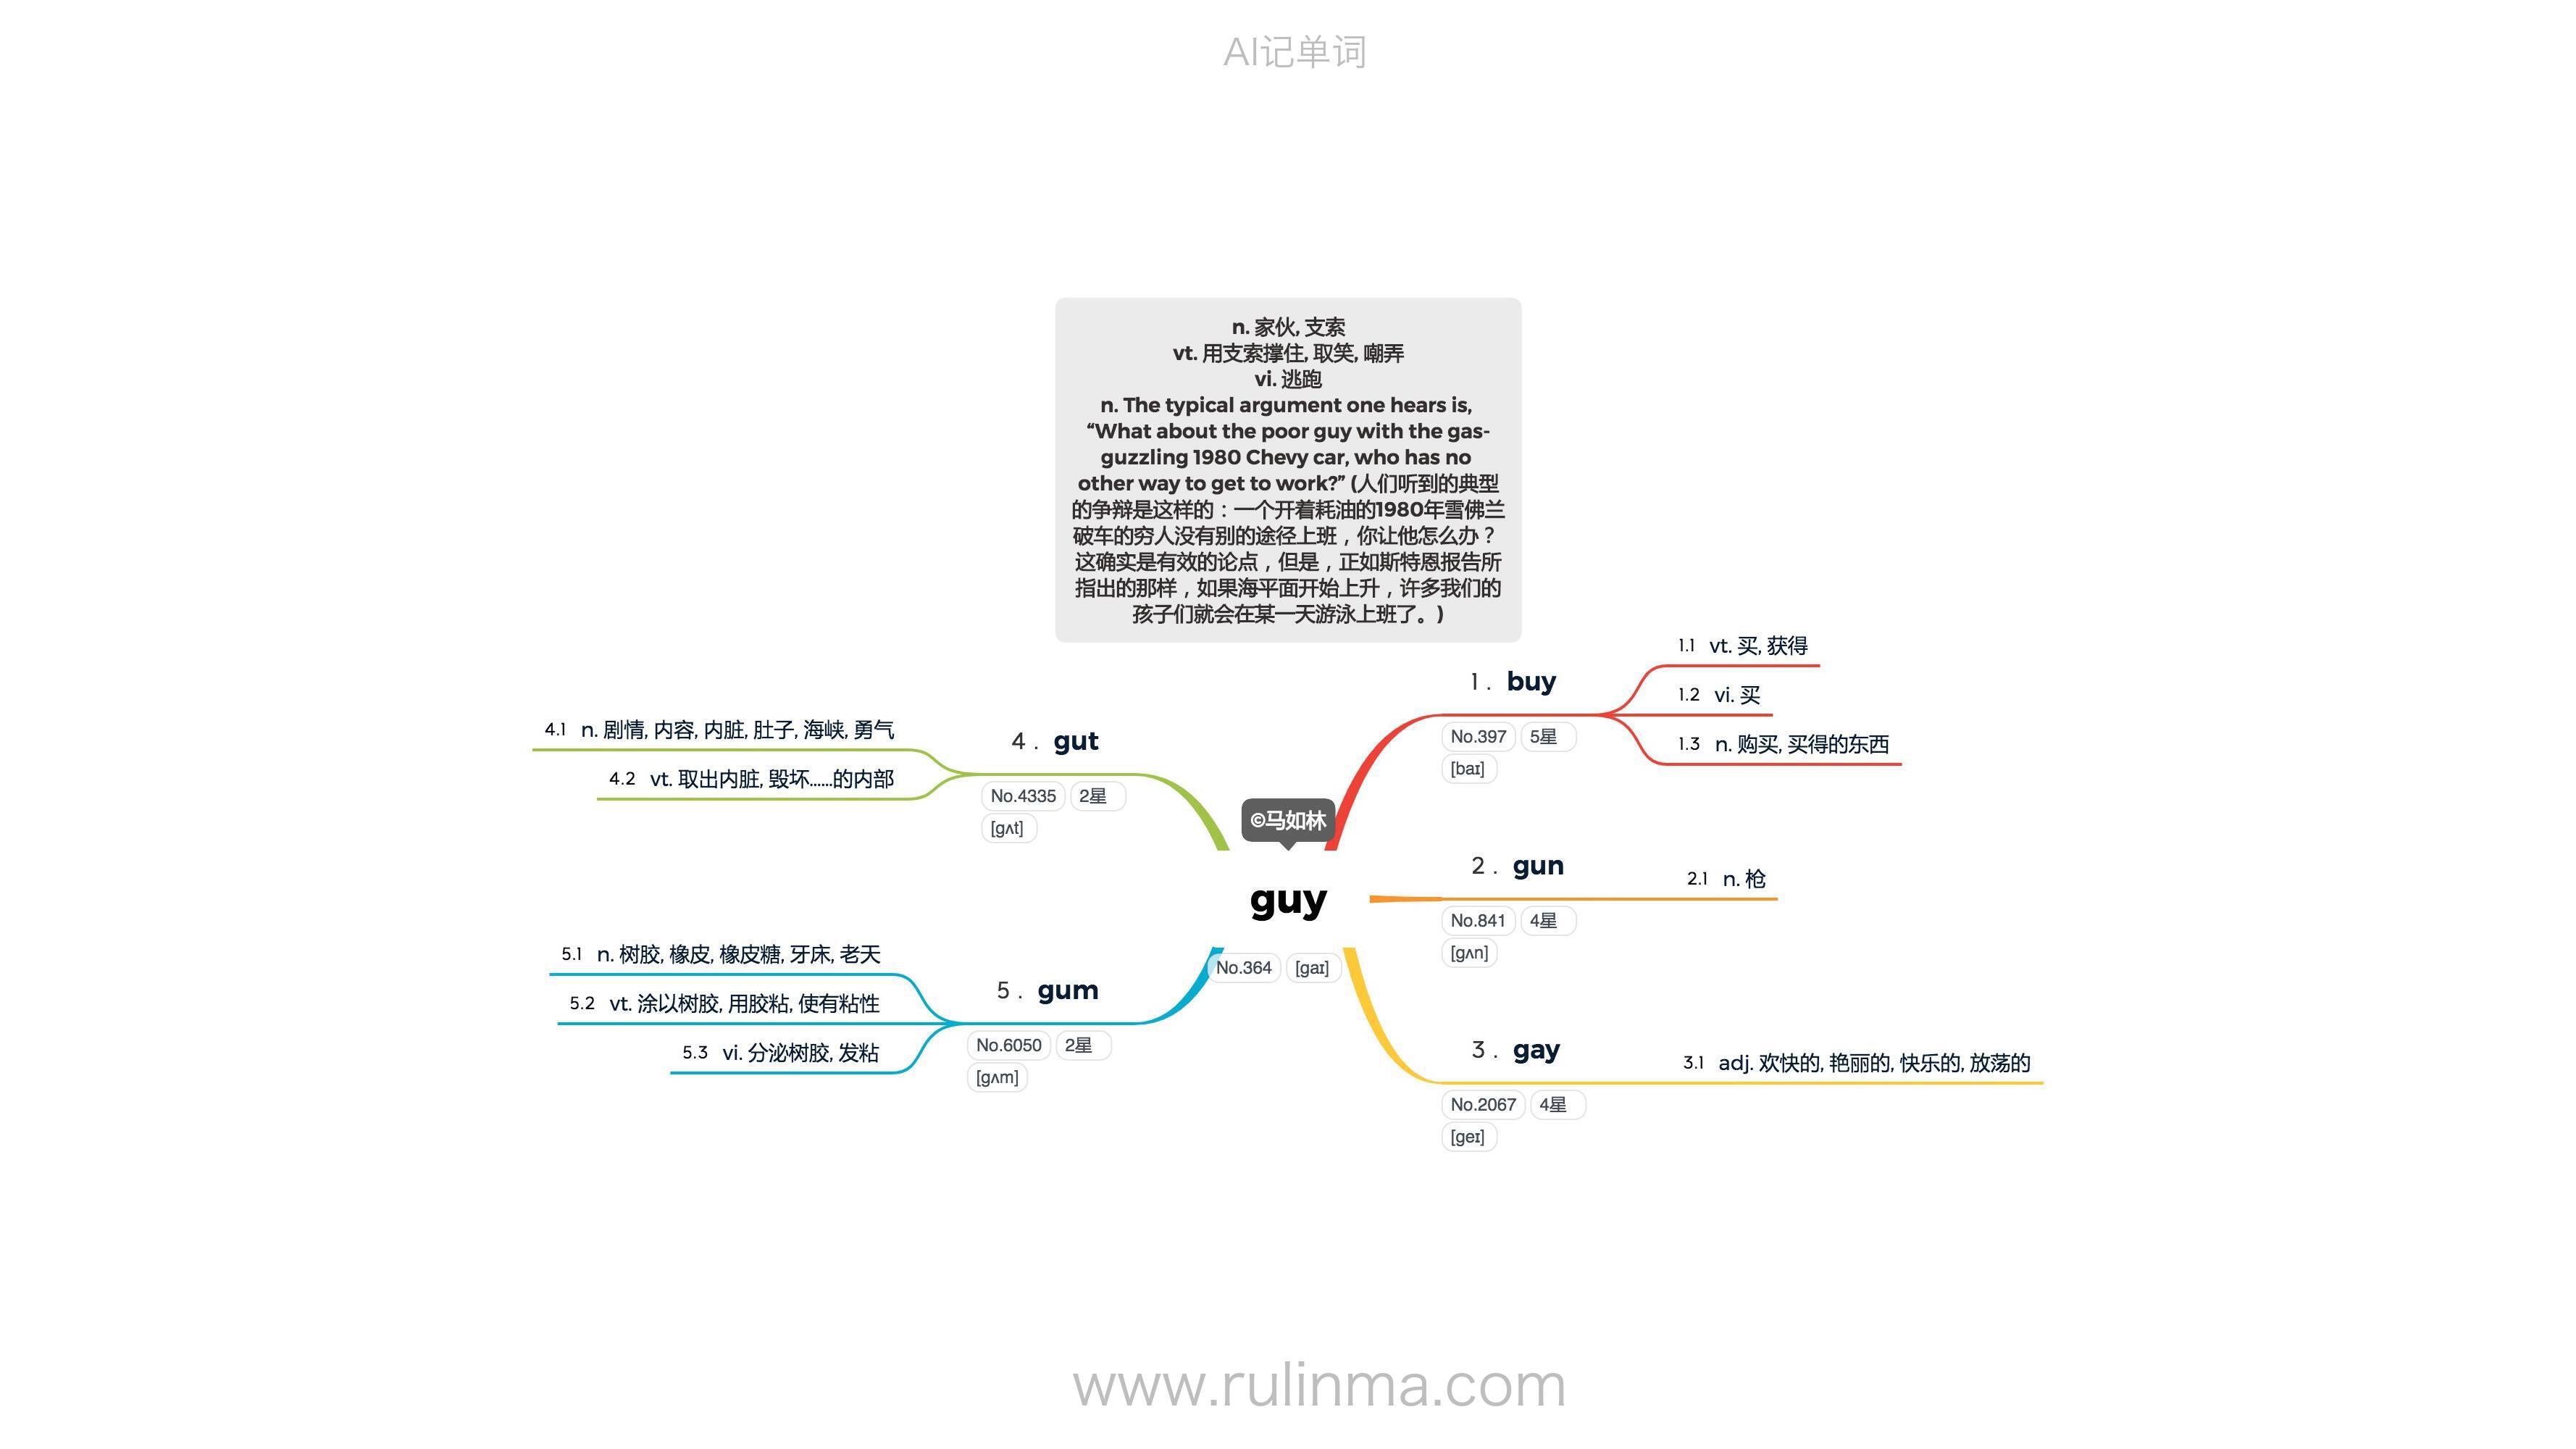 AI记单词
n. 家伙, 支索
vt. 用支索撑住, 取笑, 嘲弄
vi. 逃跑
n. The typical argument one hears is,
“What about the poor guy with the gas-
guzzling 1980 Chevy car, who has no
other way to get to work?” (人们听到的典型
的争辩是这样的：一个开着耗油的1980年雪佛兰
破车的穷人没有别的途径上班，你让他怎么办？
这确实是有效的论点，但是，正如斯特恩报告所
指出的那样，如果海平面开始上升，许多我们的
孩子们就会在某一天游泳上班了。)
©马如林
guy
No.364 [gaɪ]
1. buy
No.397 5星
[baɪ]
1.1 vt. 买, 获得
1.2 vi. 买
1.3 n. 购买, 买得的东西
2. gun
No.841 4星
[gʌn]
2.1 n. 枪
3. gay
No.2067 4星
[geɪ]
3.1 adj. 欢快的, 艳丽的, 快乐的, 放荡的
4. gut
No.4335 2星
[gʌt]
4.1 n. 剧情, 内容, 内脏, 肚子, 海峡, 勇气
4.2 vt. 取出内脏, 毁坏......的内部
5. gum
No.6050 2星
[gʌm]
5.1 n. 树胶, 橡皮, 橡皮糖, 牙床, 老天
5.2 vt. 涂以树胶, 用胶粘, 使有粘性
5.3 vi. 分泌树胶, 发粘
www.rulinma.com